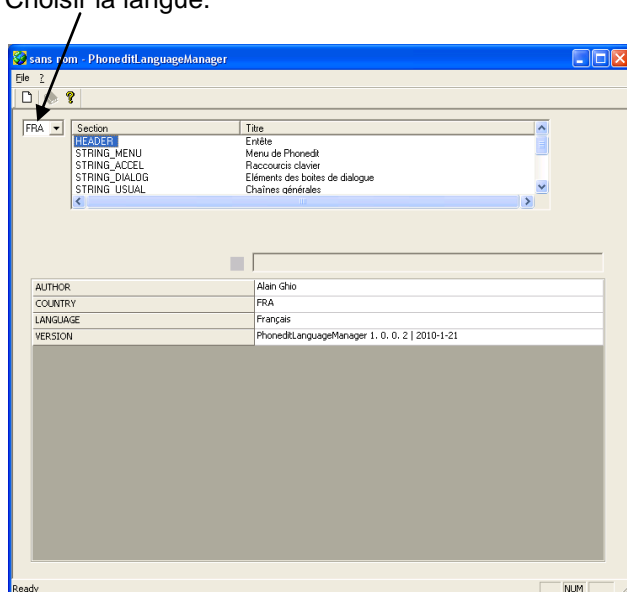 Choisir la langue.
sans nom - PhoneditLanguageManager
File ?
FRA
Section Titre
HEADER Entête
STRING_MENU Menu de Phonedit
STRING_ACCEL Raccourcis clavier
STRING_DIALOG Eléments des boites de dialogue
STRING_USUAL Chaînes générales
AUTHOR Alain Ghio
COUNTRY FRA
LANGUAGE Français
VERSION PhoneditLanguageManager 1. 0. 0. 2 | 2010-1-21
Ready NUM